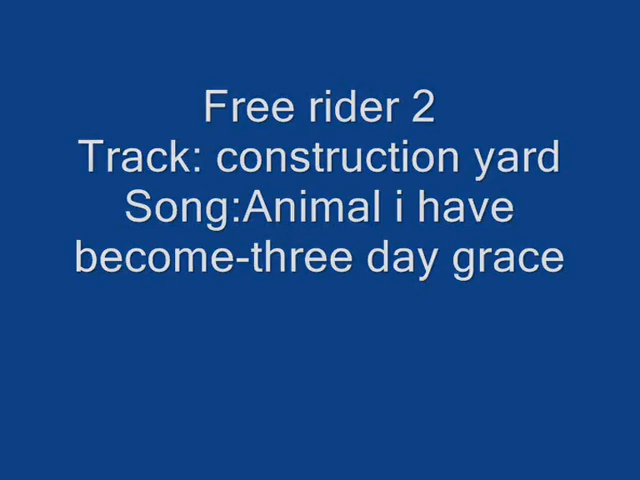 Free rider 2
Track: construction yard
Song:Animal i have
become-three day grace